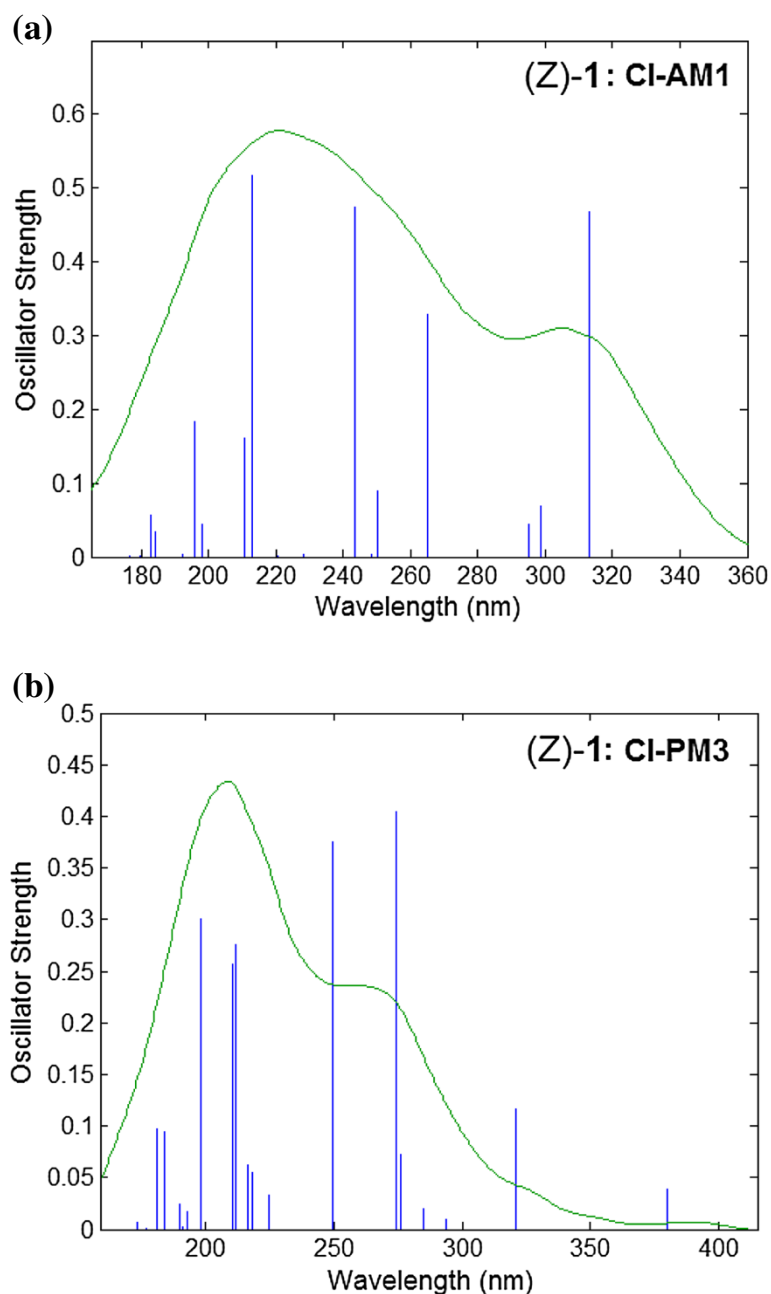 (a)
(Z)-1: CI-AM1
Oscillator Strength
0.6
0.5
0.4
0.3
0.2
0.1
0
180 200 220 240 260 280 300 320 340 360
Wavelength (nm)
(b)
(Z)-1: CI-PM3
Oscillator Strength
0.5
0.45
0.4
0.35
0.3
0.25
0.2
0.15
0.1
0.05
0
200 250 300 350 400
Wavelength (nm)